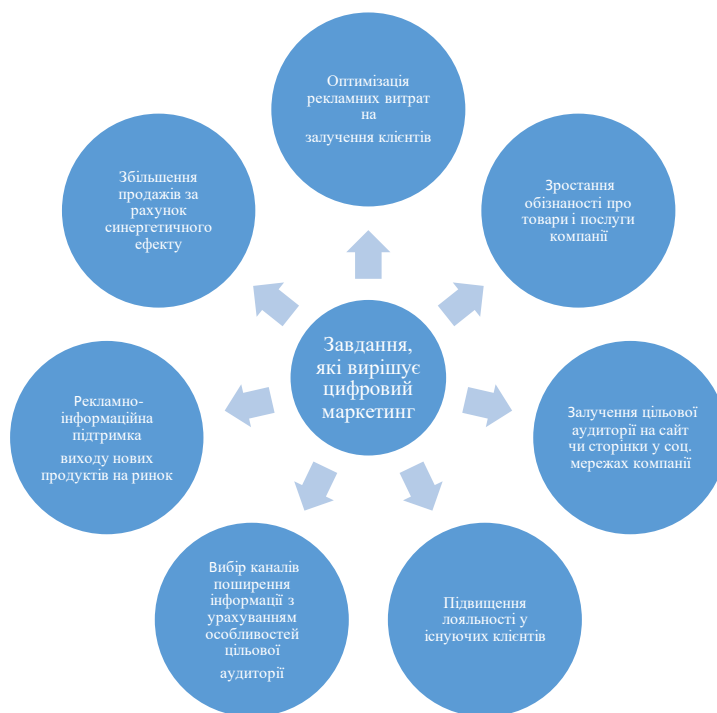 Оптимізація
рекламних витрат
на
залучення клієнтів
Зростання
обізнаності про
товари і послуги
компанії
Залучення цільової
аудиторії на сайт
чи сторінки у соц.
мережах компанії
Підвищення
лояльності у
існуючих клієнтів
Вибір каналів
поширення
інформації з
урахуванням
особливостей
цільової
аудиторії
Рекламно-
інформаційна
підтримка
виходу нових
продуктів на ринок
Збільшення
продажів за
рахунок
синергетичного
ефекту
Завдання,
які вирішує
цифровий
маркетинг